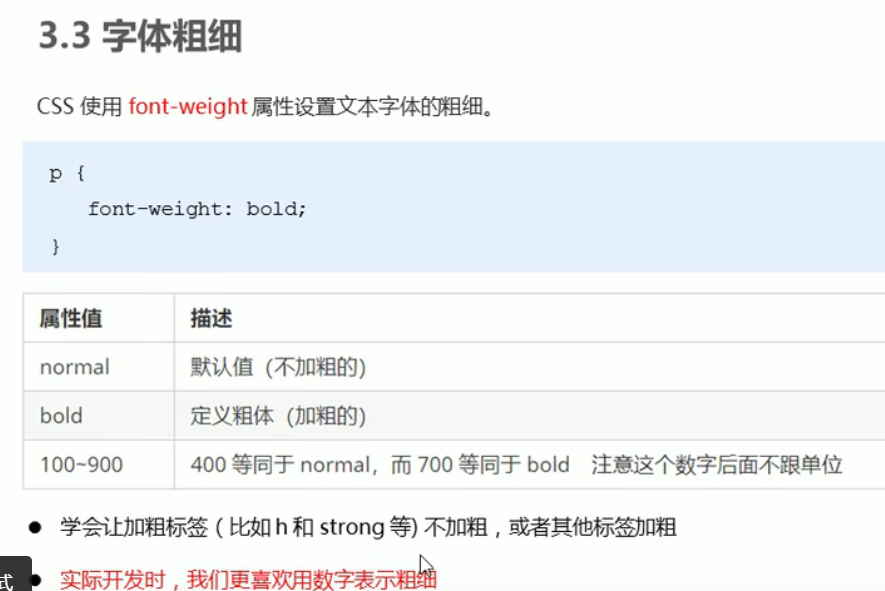 3.3 字体粗细
CSS 使用 font-weight 属性设置文本字体的粗细。
p {
font-weight: bold;
}
属性值 描述
normal 默认值（不加粗的）
bold 定义粗体（加粗的）
100~900 400 等同于 normal，而 700 等同于 bold 注意这个数字后面不跟单位
● 学会让加粗标签（比如 h 和 strong 等) 不加粗，或者其他标签加粗
● 实际开发时，我们更喜欢用数字表示粗细
式